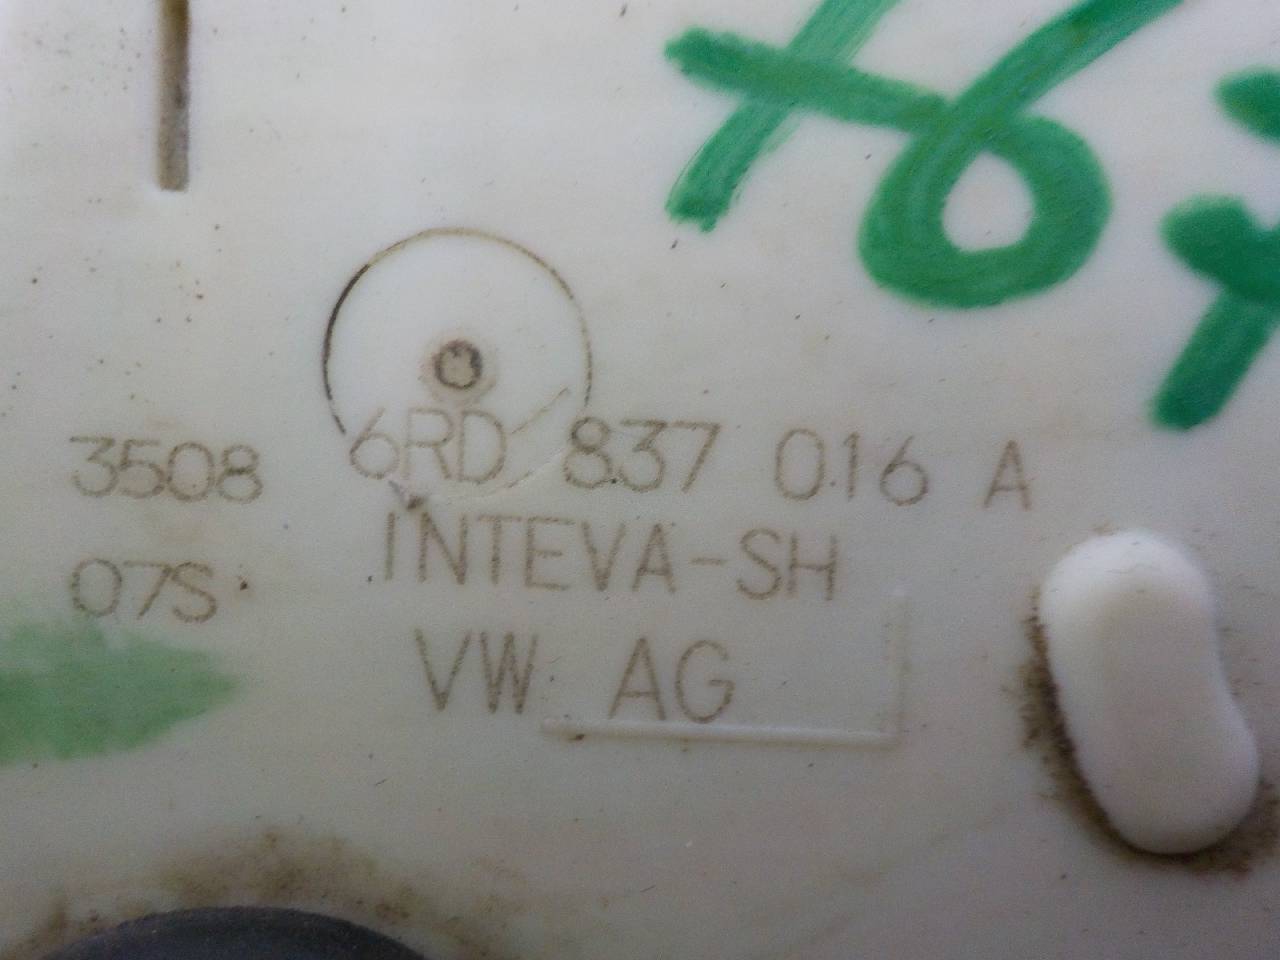 3508 6RD 837 016 A
07S INTEVA-SH
VW AG